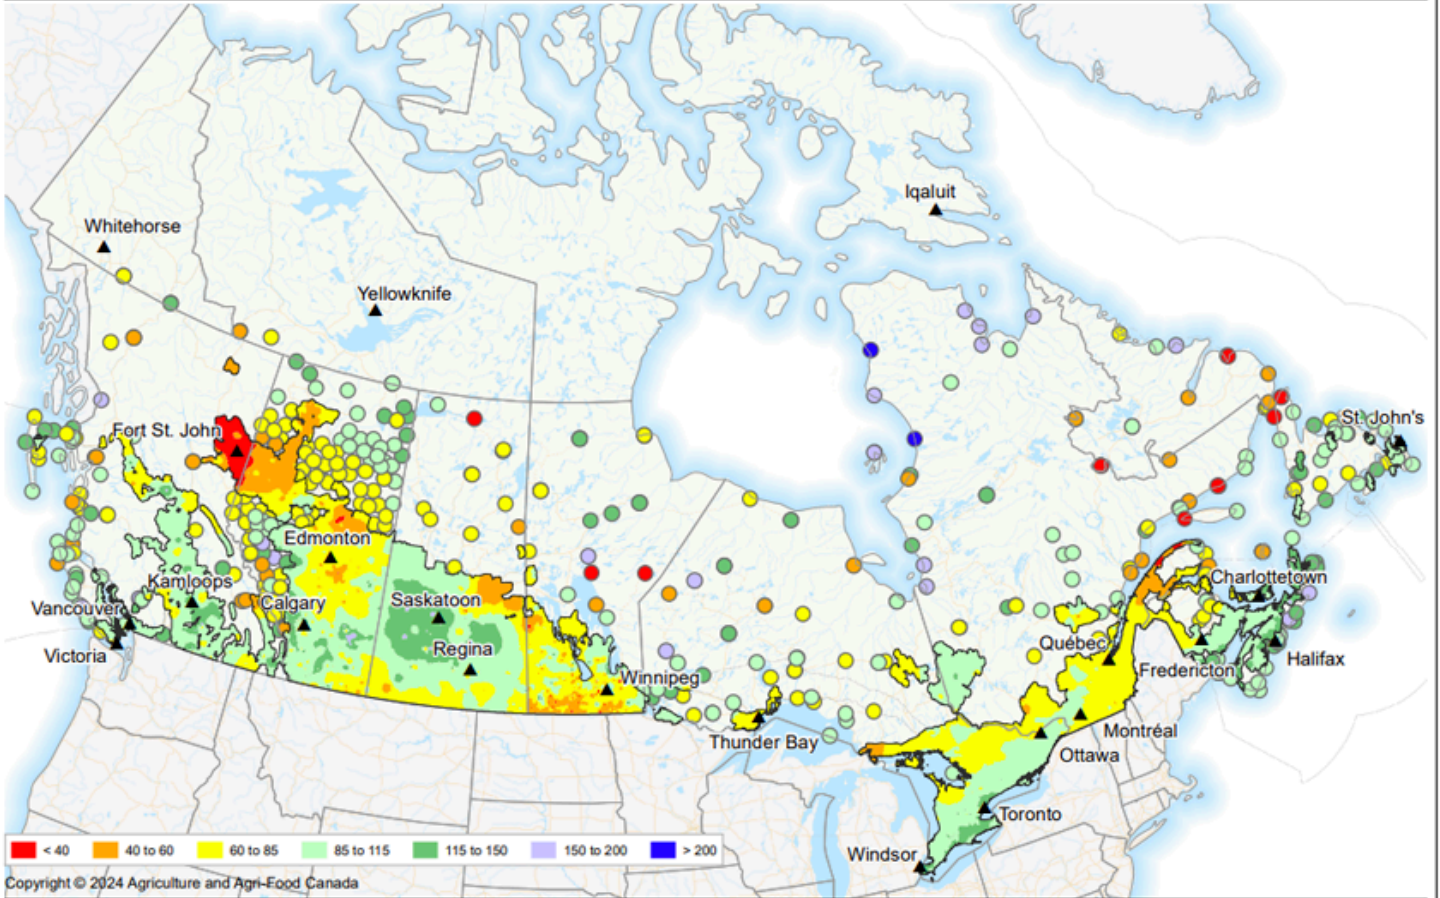 Iqaluit
Whitehorse
Yellowknife
St. John's
Fort St. John
Edmonton
Kamloops
Charlottetown
Vancouver
Calgary
Saskatoon
Québec
Victoria
Regina
Halifax
Fredericton
Winnipeg
Thunder Bay
Montréal
Ottawa
Toronto
Windsor
< 40 40 to 60 60 to 85 85 to 115 115 to 150 150 to 200 > 200
Copyright © 2024 Agriculture and Agri-Food Canada